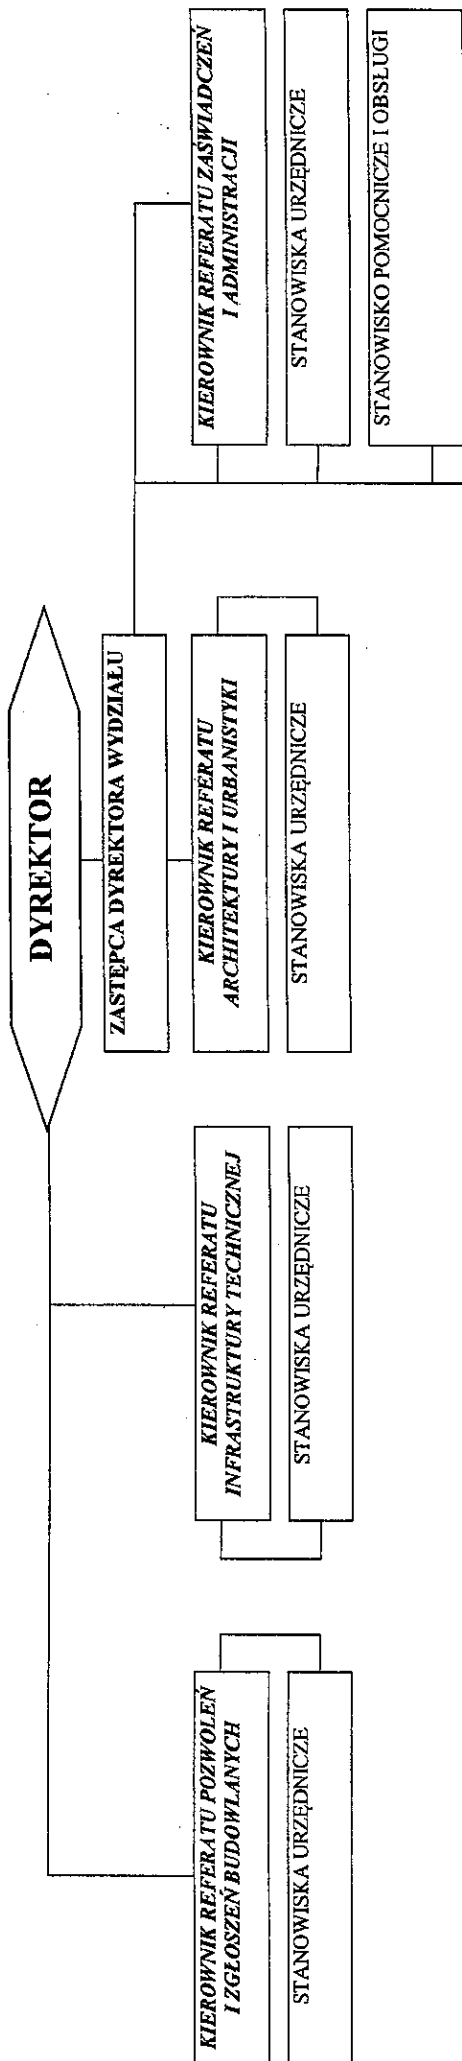 DYREKTOR
ZASTĘPCA DYREKTORA WYDZIAŁU
KIEROWNIK REFERATU POZWOLEŃ
I ZGŁOSZEŃ BUDOWLANYCH
STANOWISKA URZĘDNICZE
KIEROWNIK REFERATU
INFRASTRUKTURY TECHNICZNEJ
STANOWISKA URZĘDNICZE
KIEROWNIK REFERATU
ARCHITEKTURY I URBANISTYKI
STANOWISKA URZĘDNICZE
KIEROWNIK REFERATU ZAŚWIADCZEŃ
I ADMINISTRACJI
STANOWISKA URZĘDNICZE
STANOWISKO POMOCNICZE I OBSŁUGI